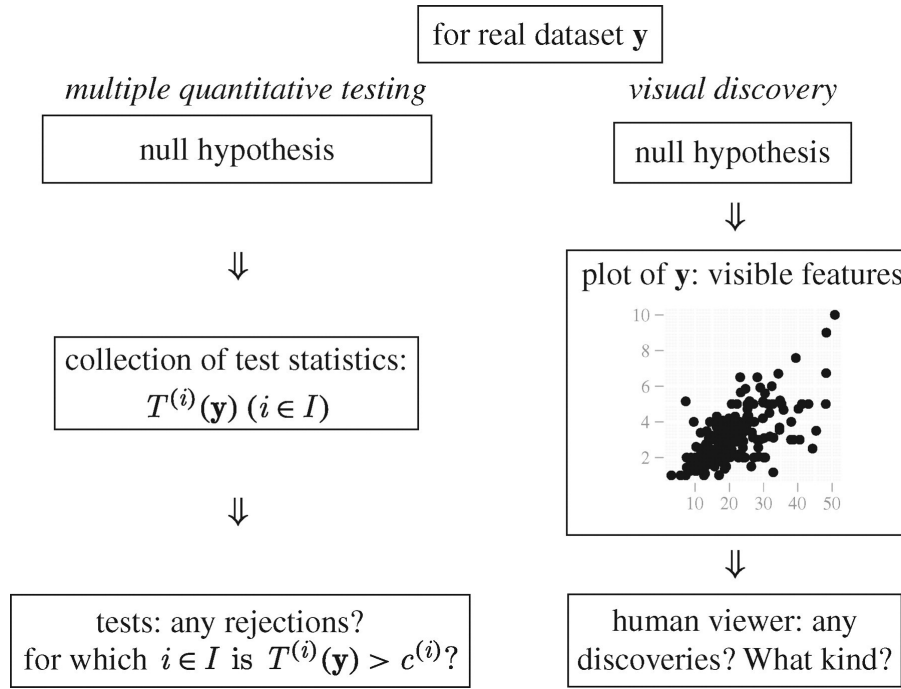 for real dataset y
multiple quantitative testing
null hypothesis
⇓
collection of test statistics:
T⁽ⁱ⁾(y) (i ∈ I)
⇓
tests: any rejections?
for which i ∈ I is T⁽ⁱ⁾(y) > c⁽ⁱ⁾?
visual discovery
null hypothesis
⇓
plot of y: visible features
10
8
6
4
2
10 20 30 40 50
⇓
human viewer: any
discoveries? What kind?